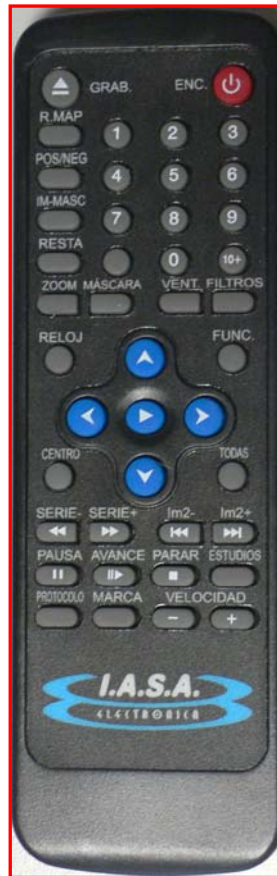 GRAB. ENC.
R.MAP
1 2 3
POS/NEG
4 5 6
IM-MASC
7 8 9
RESTA
0 10+
ZOOM MÁSCARA VENT. FILTROS
RELOJ FUNC.
CENTRO TODAS
SERIE- SERIE+ Im2- Im2+
PAUSA AVANCE PARAR ESTUDIOS
PROTOCOLO MARCA VELOCIDAD
- +
I.A.S.A.
ELECTRONICA